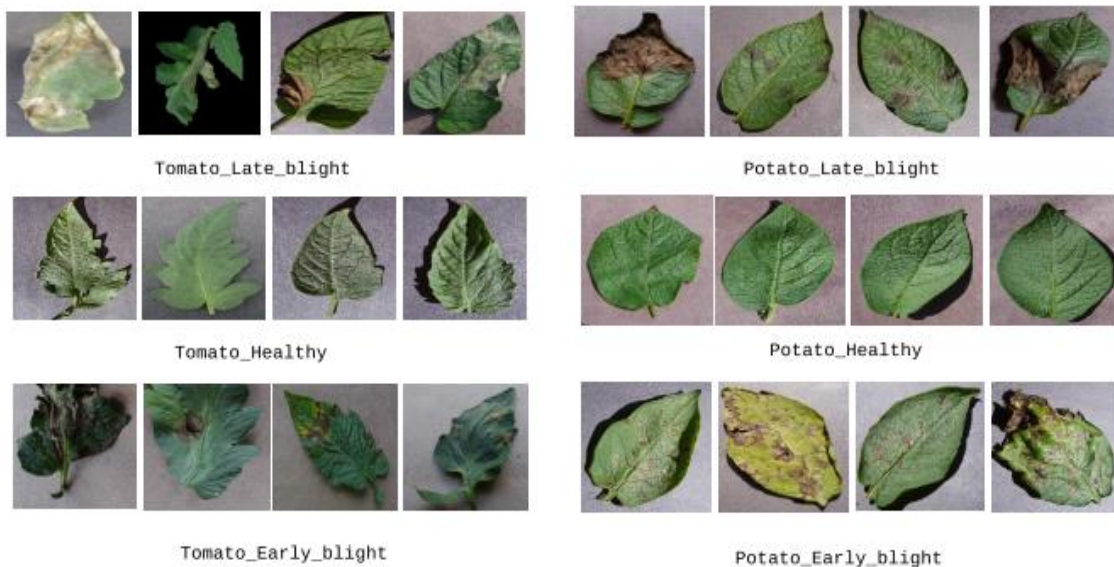 Tomato_Late_blight
Potato_Late_blight
Tomato_Healthy
Potato_Healthy
Tomato_Early_blight
Potato_Early_blight